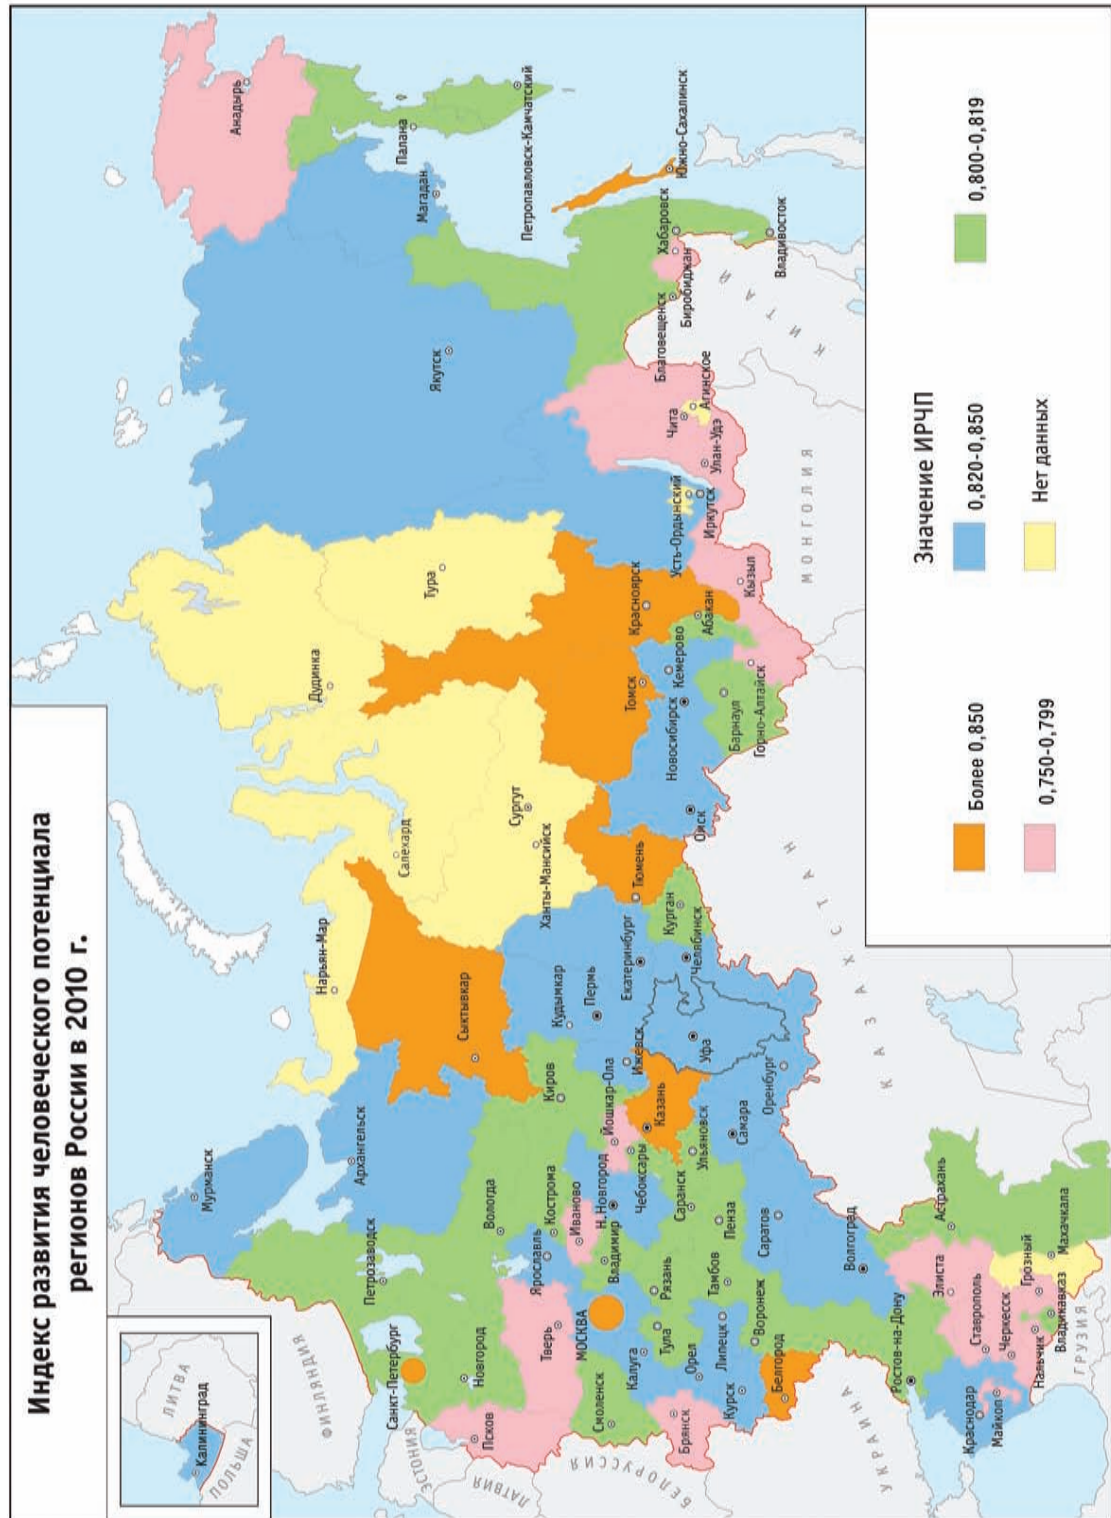 Индекс развития человеческого потенциала
регионов России в 2010 г.
ЛИТВА
Калининград
ПОЛЬША
ФИНЛЯНДИЯ
ЭСТОНИЯ
ЛАТВИЯ
БЕЛОРУССИЯ
УКРАИНА
ГРУЗИЯ
КАЗАХСТАН
МОНГОЛИЯ
КИТАЙ
Мурманск
Архангельск
Нарьян-Мар
Салехард
Дудинка
Тура
Якутск
Магадан
Палана
Анадырь
Петропавловск-Камчатский
Петрозаводск
Санкт-Петербург
Новгород
Псков
Вологда
Сыктывкар
Киров
Кудымкар
Пермь
Ханты-Мансийск
Сургут
Тверь
Ярославль
Кострома
Иваново
Владимир
Н.Новгород
Йошкар-Ола
Чебоксары
Казань
Ижевск
Екатеринбург
Тюмень
Курган
Челябинск
Уфа
Смоленск
МОСКВА
Калуга
Тула
Рязань
Саранск
Ульяновск
Самара
Оренбург
Брянск
Орел
Липецк
Тамбов
Пенза
Саратов
Курск
Белгород
Воронеж
Волгоград
Ростов-на-Дону
Астрахань
Элиста
Краснодар
Майкоп
Ставрополь
Черкесск
Нальчик
Владикавказ
Грозный
Махачкала
Омск
Томск
Новосибирск
Кемерово
Барнаул
Горно-Алтайск
Красноярск
Абакан
Кызыл
Усть-Ордынский
Иркутск
Улан-Удэ
Чита
Агинское
Благовещенск
Биробиджан
Хабаровск
Владивосток
Южно-Сахалинск
Значение ИРЧП
Более 0,850
0,820-0,850
0,800-0,819
0,750-0,799
Нет данных